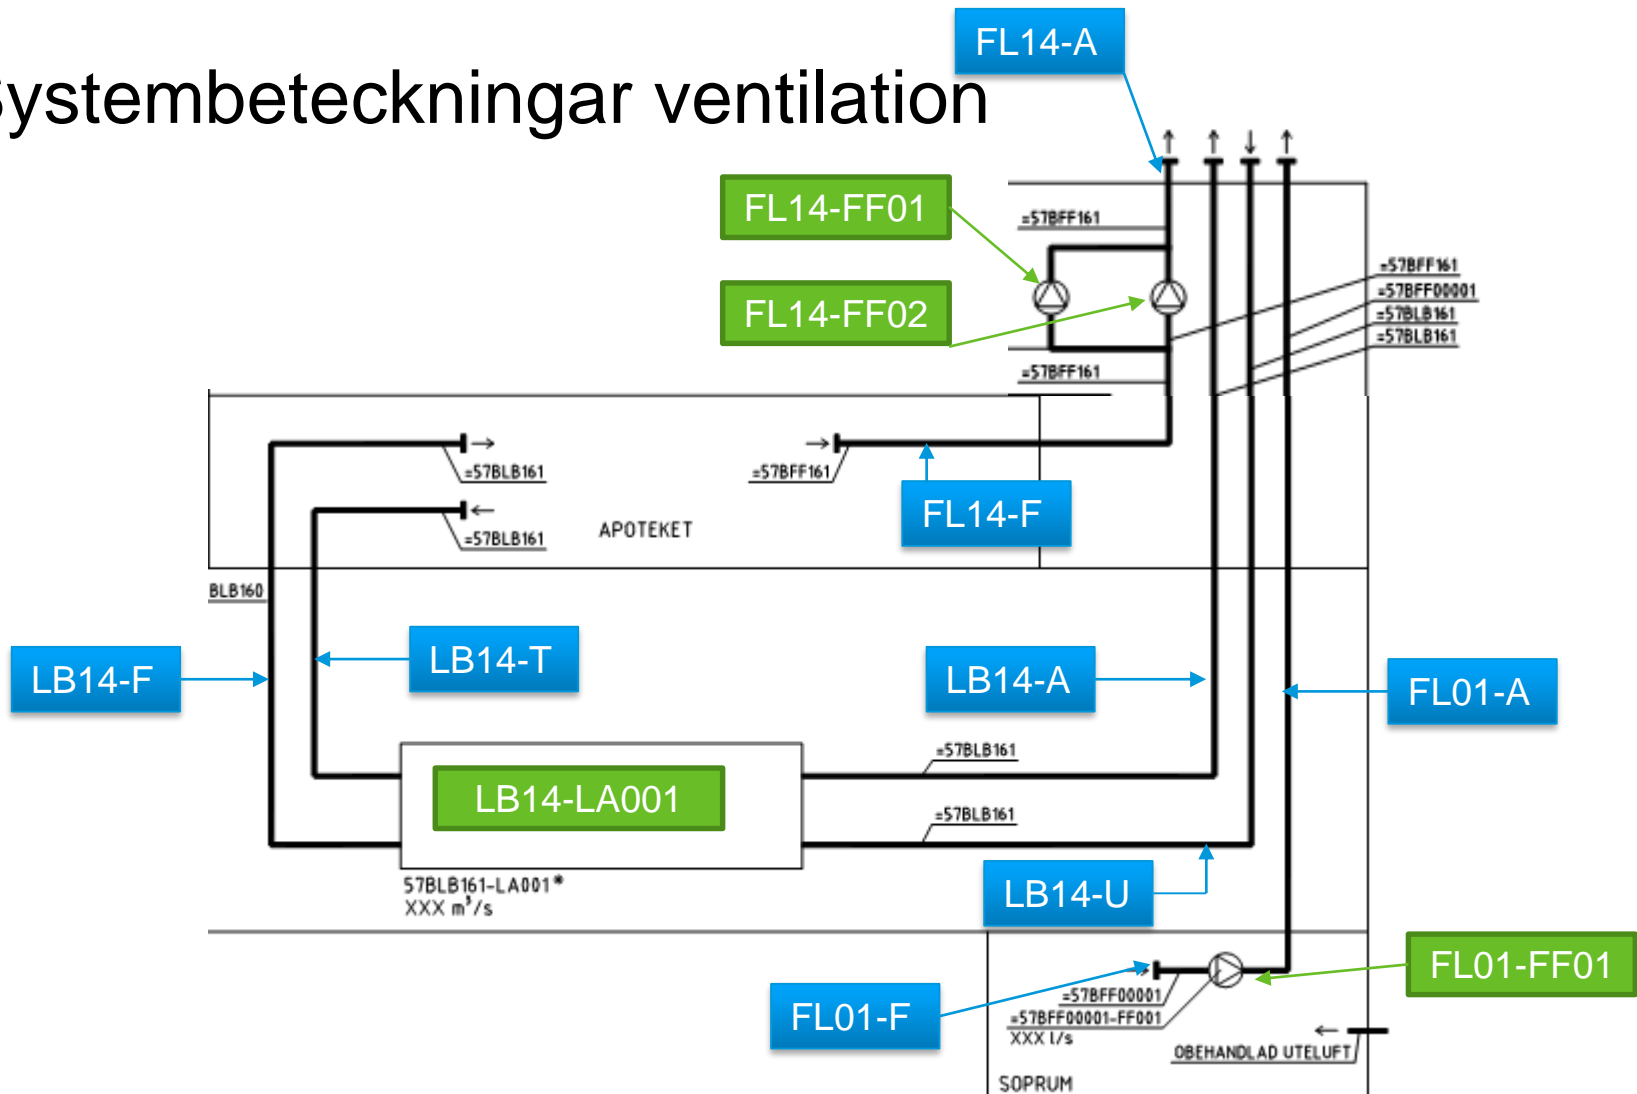 FL14-A
Systembeteckningar ventilation
FL14-FF01
=57BFF161
=57BFF161
=57BFF00001
FL14-FF02
=57BLB161
=57BLB161
=57BFF161
=57BLB161
=57BFF161
FL14-F
=57BLB161
APOTEKET
BLB160
LB14-F
LB14-T
LB14-A
FL01-A
=57BLB161
LB14-LA001
=57BLB161
57BLB161-LA001*
XXX m³/s
LB14-U
FL01-FF01
=57BFF00001
FL01-F
=57BFF00001-FF001
XXX l/s
OBEHANDLAD UTELUFT
SOPRUM